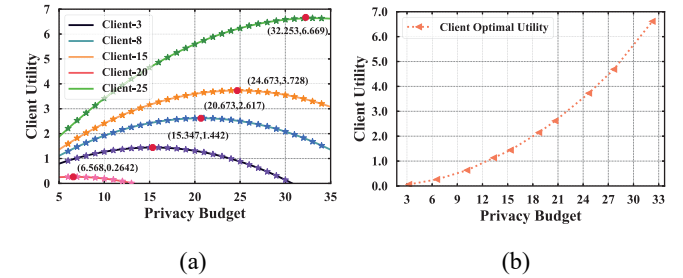 7
6
5
4
3
2
1
0
Client Utility
Client-3
Client-8
Client-15
Client-20
Client-25
(32.253,6.669)
(24.673,3.728)
(20.673,2.617)
(15.347,1.442)
(6.568,0.2642)
5 10 15 20 25 30 35
Privacy Budget
(a)
7.0
6.0
5.0
4.0
3.0
2.0
1.0
0.0
Client Utility
Client Optimal Utility
3 6 9 12 15 18 21 24 27 30 33
Privacy Budget
(b)